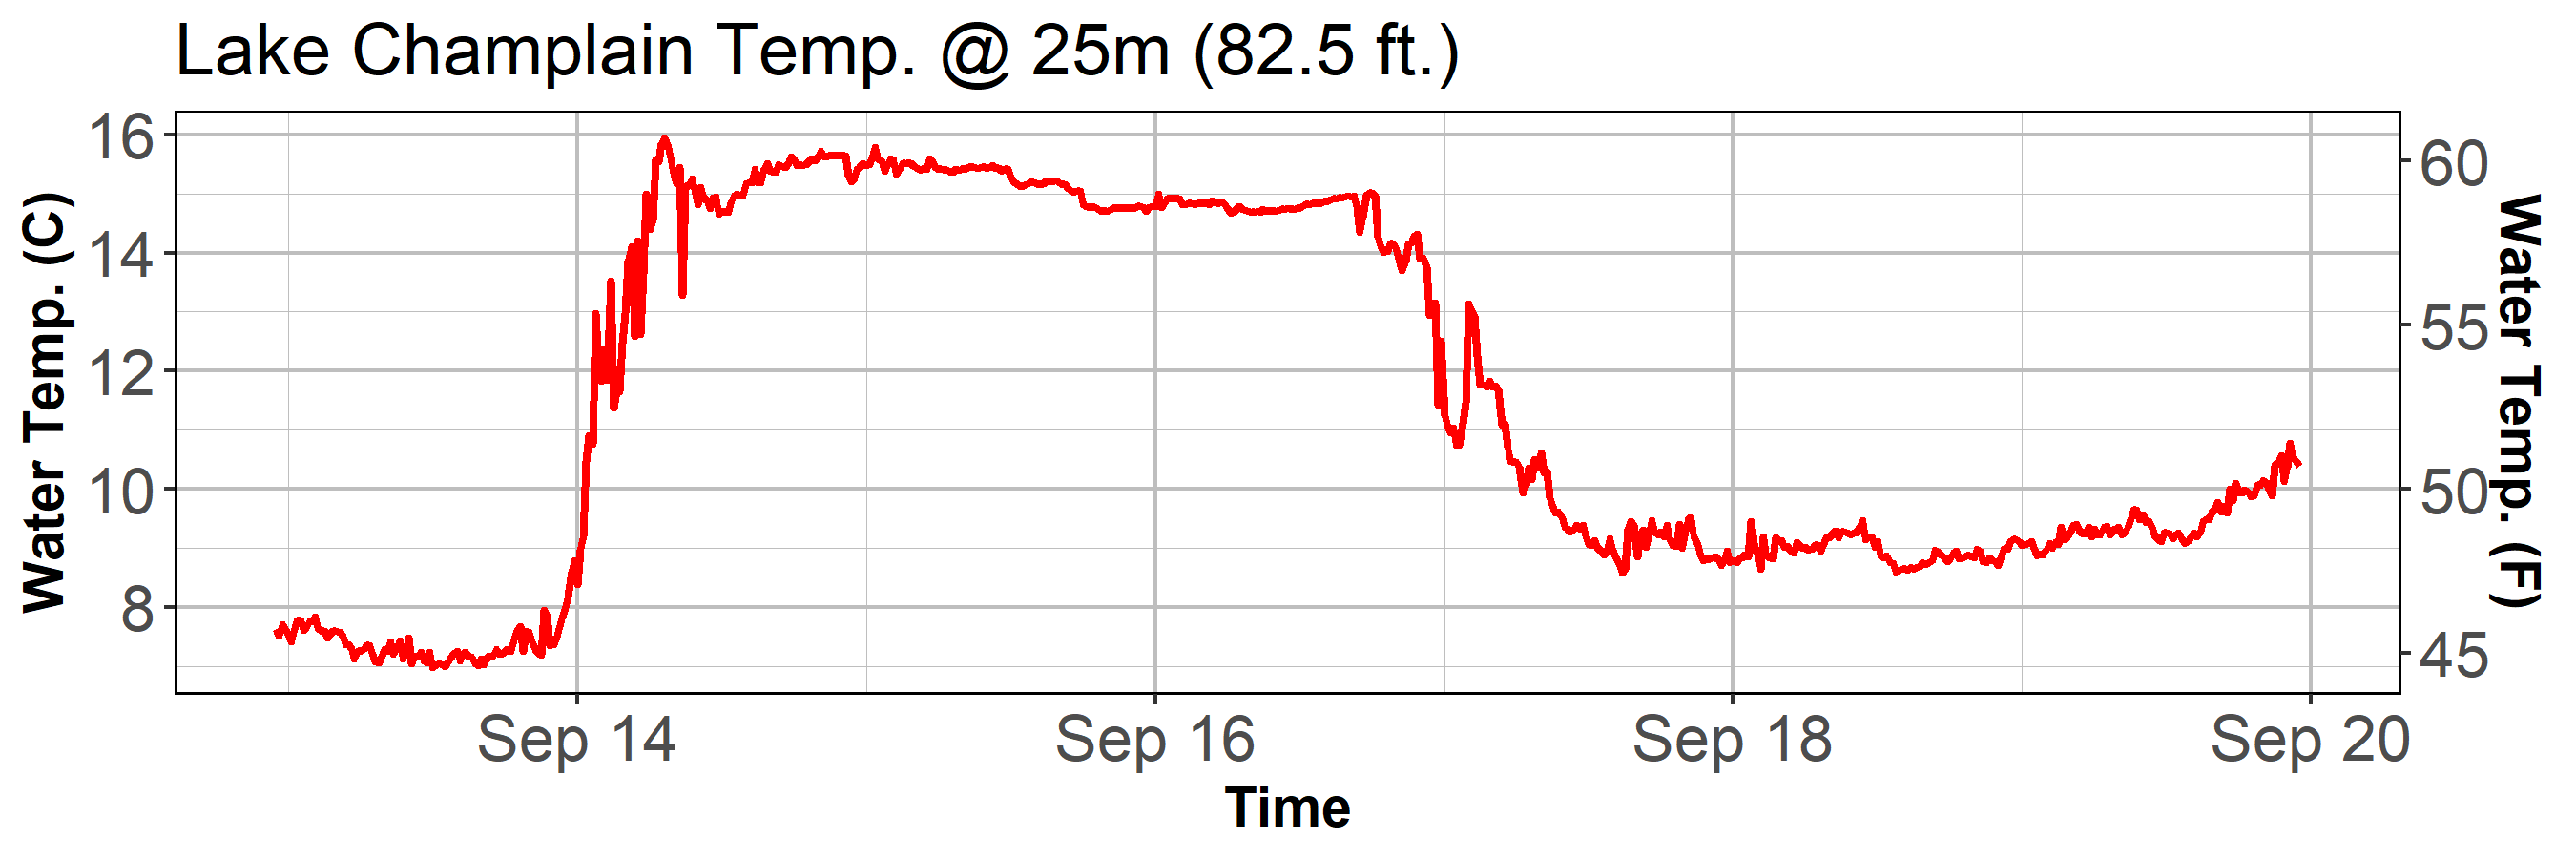 Lake Champlain Temp. @ 25m (82.5 ft.)
Water Temp. (C)
16
14
12
10
8
60
55
50
45
Water Temp. (F)
Sep 14 Sep 16 Sep 18 Sep 20
Time